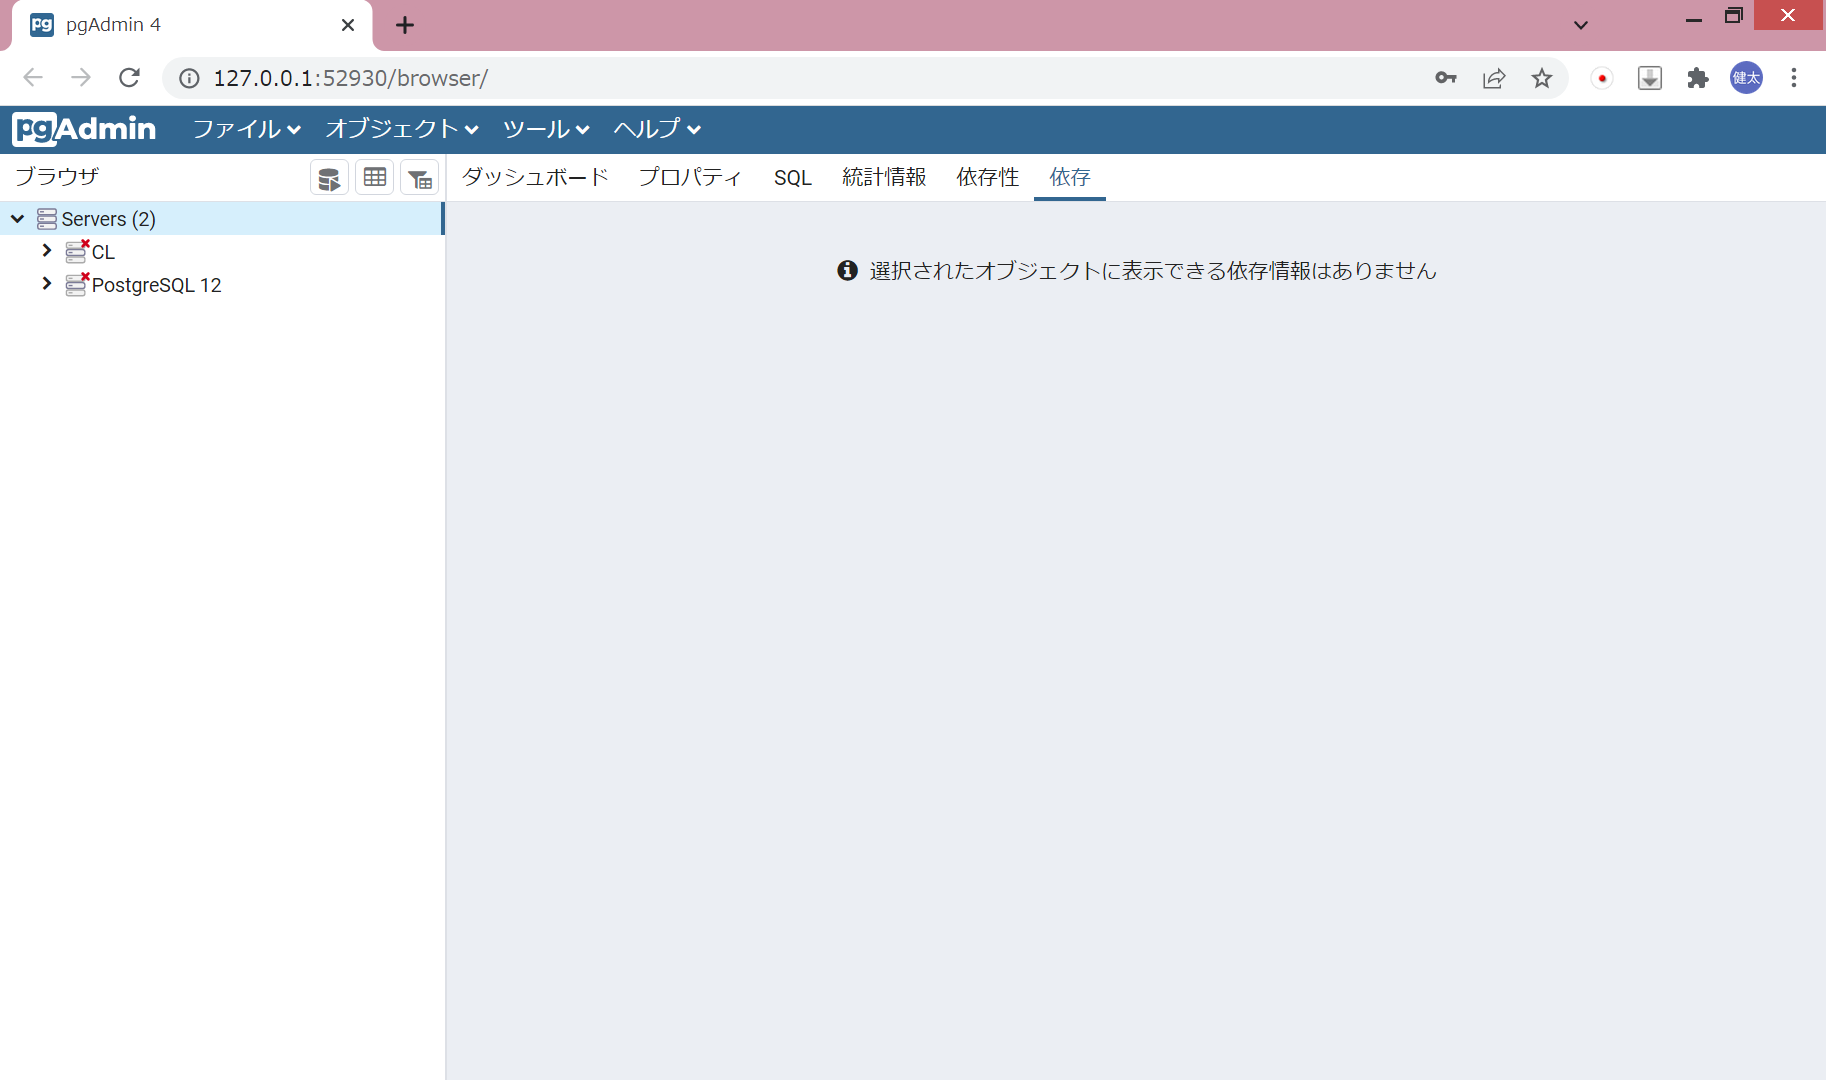 pgAdmin 4
127.0.0.1:52930/browser/
健太
pgAdmin ファイル オブジェクト ツール ヘルプ
ブラウザ
ダッシュボード プロパティ SQL 統計情報 依存性 依存
Servers (2)
CL
PostgreSQL 12
選択されたオブジェクトに表示できる依存情報はありません